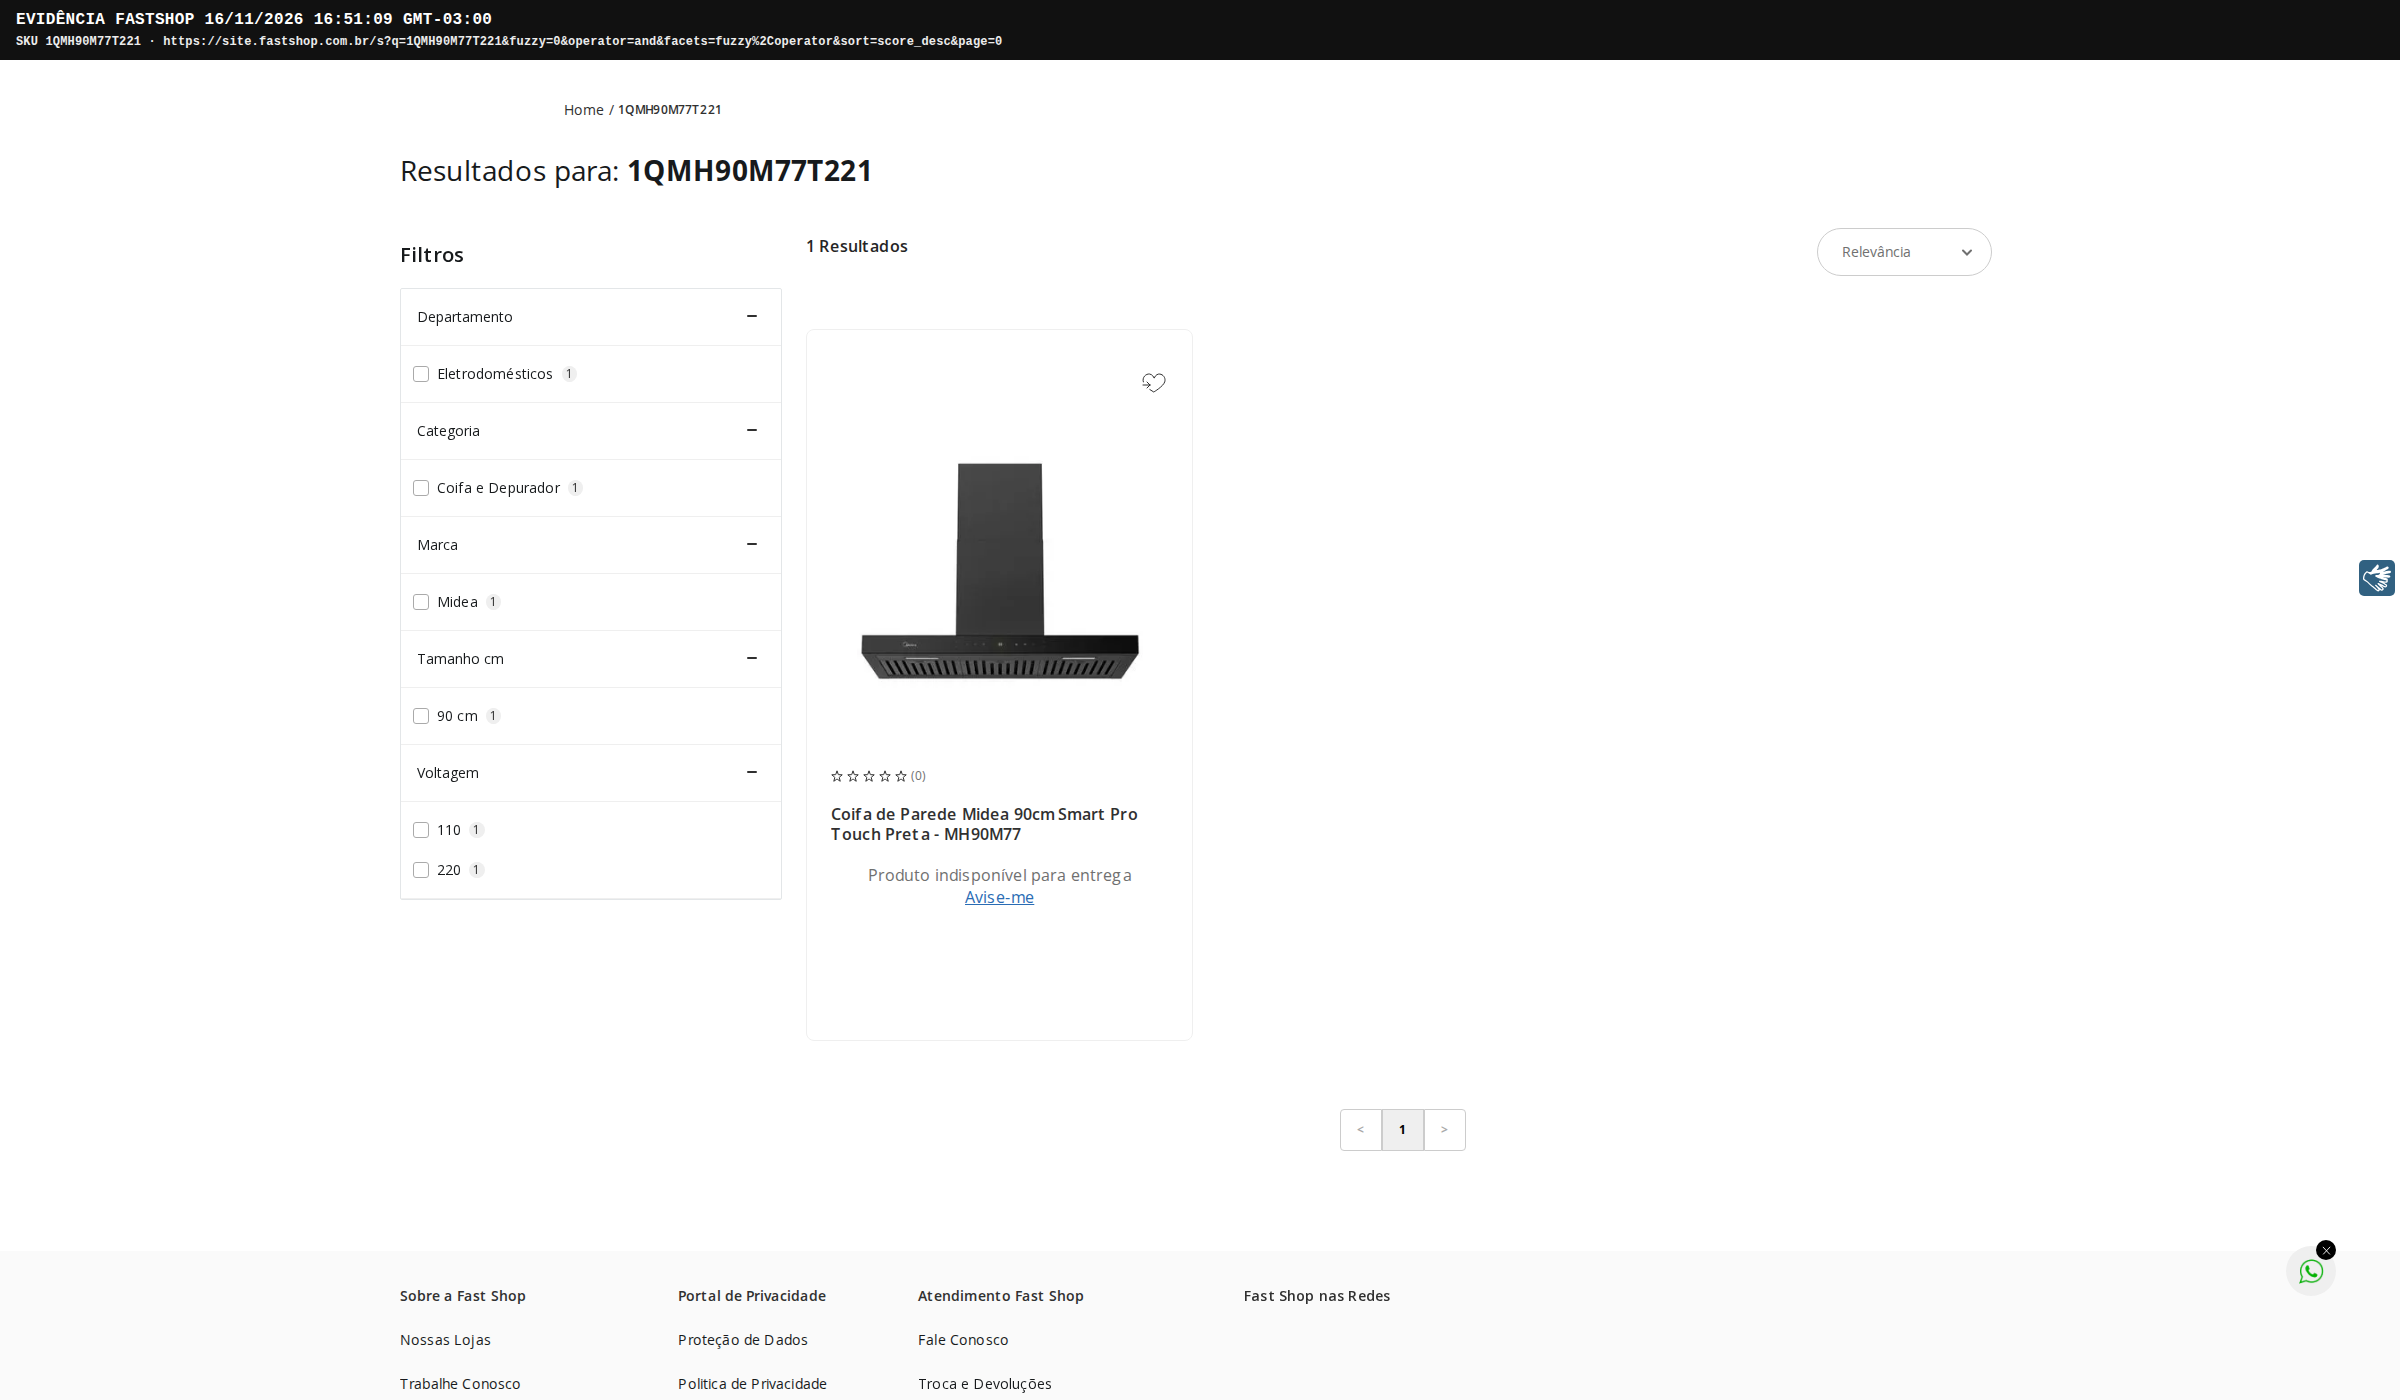 EVIDÊNCIA FASTSHOP 16/11/2026 16:51:09 GMT-03:00
SKU 1QMH90M77T221 · https://site.fastshop.com.br/s?q=1QMH90M77T221&fuzzy=0&operator=and&facets=fuzzy%2Coperator&sort=score_desc&page=0
Home / 1QMH90M77T221
Resultados para: 1QMH90M77T221
Filtros
1 Resultados
Relevância
Departamento
Eletrodomésticos 1
Categoria
Coifa e Depurador 1
Marca
Midea 1
Tamanho cm
90 cm 1
Voltagem
110 1
220 1
(0)
Coifa de Parede Midea 90cm Smart Pro
Touch Preta - MH90M77
Produto indisponível para entrega
Avise-me
< 1 >
Sobre a Fast Shop
Nossas Lojas
Trabalhe Conosco
Portal de Privacidade
Proteção de Dados
Politica de Privacidade
Atendimento Fast Shop
Fale Conosco
Troca e Devoluções
Fast Shop nas Redes